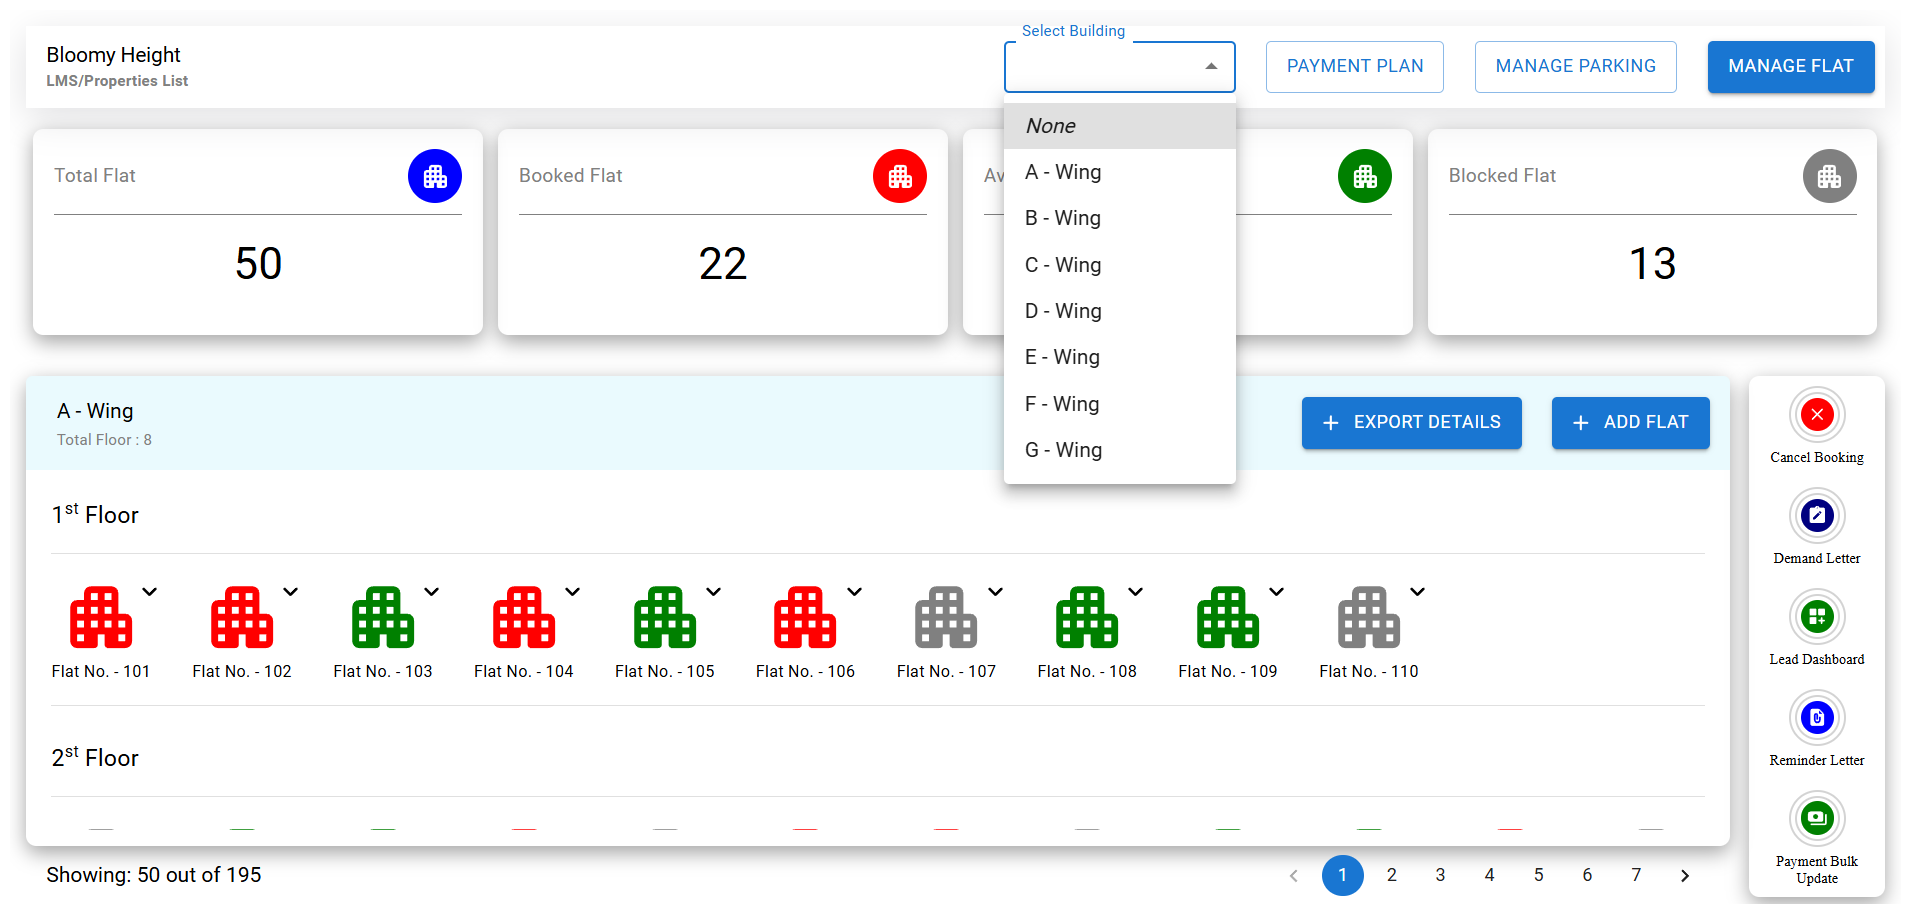 Bloomy Height
LMS/Properties List
Select Building
PAYMENT PLAN
MANAGE PARKING
MANAGE FLAT
None
A - Wing
B - Wing
C - Wing
D - Wing
E - Wing
F - Wing
G - Wing
Total Flat
50
Booked Flat
22
Av
Blocked Flat
13
A - Wing
Total Floor : 8
+ EXPORT DETAILS
+ ADD FLAT
1st Floor
Flat No. - 101
Flat No. - 102
Flat No. - 103
Flat No. - 104
Flat No. - 105
Flat No. - 106
Flat No. - 107
Flat No. - 108
Flat No. - 109
Flat No. - 110
2st Floor
Showing: 50 out of 195
1 2 3 4 5 6 7
Cancel Booking
Demand Letter
Lead Dashboard
Reminder Letter
Payment Bulk
Update